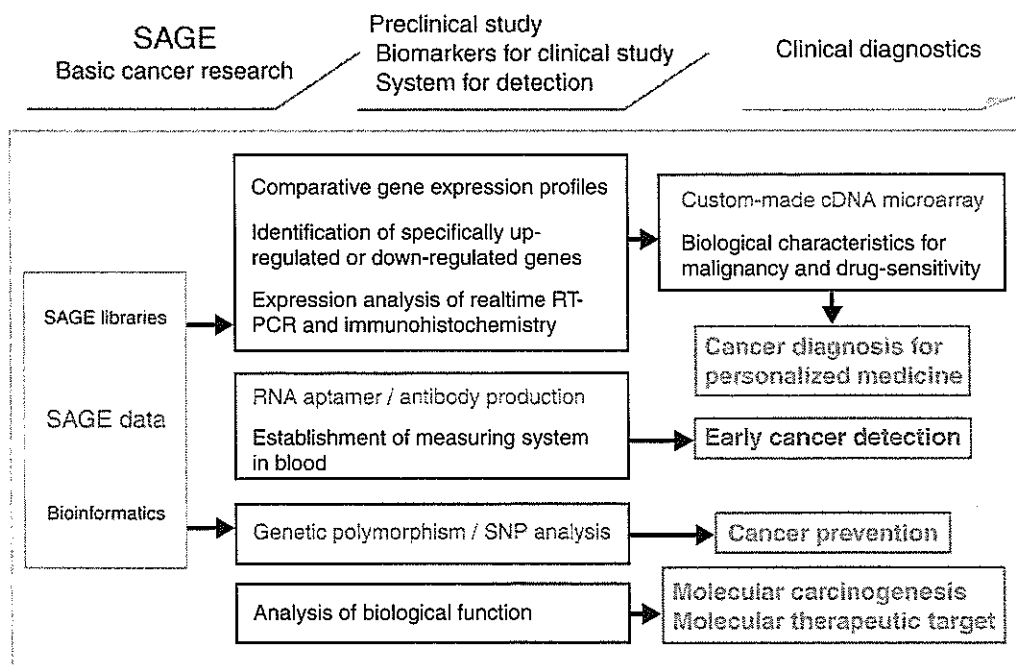 SAGE
Basic cancer research
Preclinical study
Biomarkers for clinical study
System for detection
Clinical diagnostics
SAGE libraries
SAGE data
Bioinformatics
Comparative gene expression profiles
Identification of specifically up-
regulated or down-regulated genes
Expression analysis of realtime RT-
PCR and immunohistochemistry
Custom-made cDNA microarray
Biological characteristics for
malignancy and drug-sensitivity
Cancer diagnosis for
personalized medicine
RNA aptamer / antibody production
Establishment of measuring system
in blood
Early cancer detection
Genetic polymorphism / SNP analysis
Cancer prevention
Analysis of biological function
Molecular carcinogenesis
Molecular therapeutic target